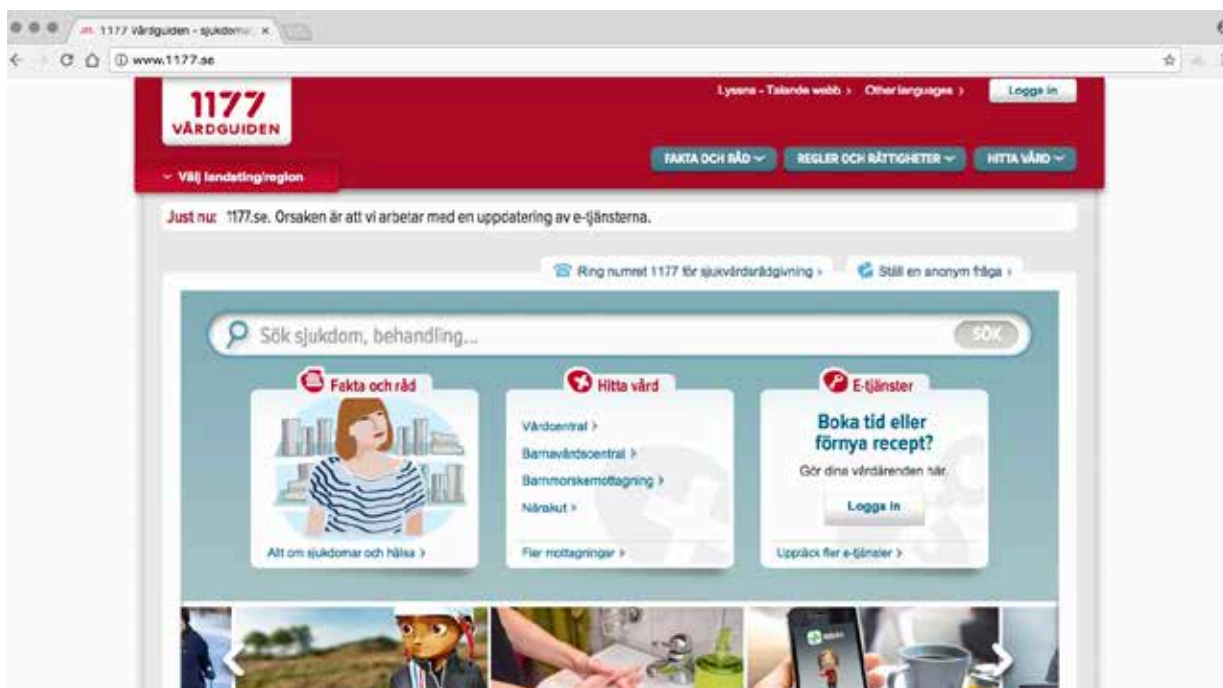 1177 Vårdguiden - sjukdomar
www.1177.se
1177
VÅRDGUIDEN
Lyssna - Talande webb
Other languages
Logga in
FAKTA OCH RÅD
REGLER OCH RÄTTIGHETER
HITTA VÅRD
Välj landsting/region
Just nu: 1177.se. Orsaken är att vi arbetar med en uppdatering av e-tjänsterna.
Ring numret 1177 för sjukvårdsrådgivning
Ställ en anonym fråga
Sök sjukdom, behandling...
SÖK
Fakta och råd
Allt om sjukdomar och hälsa
Hitta vård
Vårdcentral
Barnavårdscentral
Barnmorskemottagning
Närakut
Fler mottagningar
E-tjänster
Boka tid eller
förnya recept?
Gör dina vårdärenden här.
Logga in
Upptäck fler e-tjänster